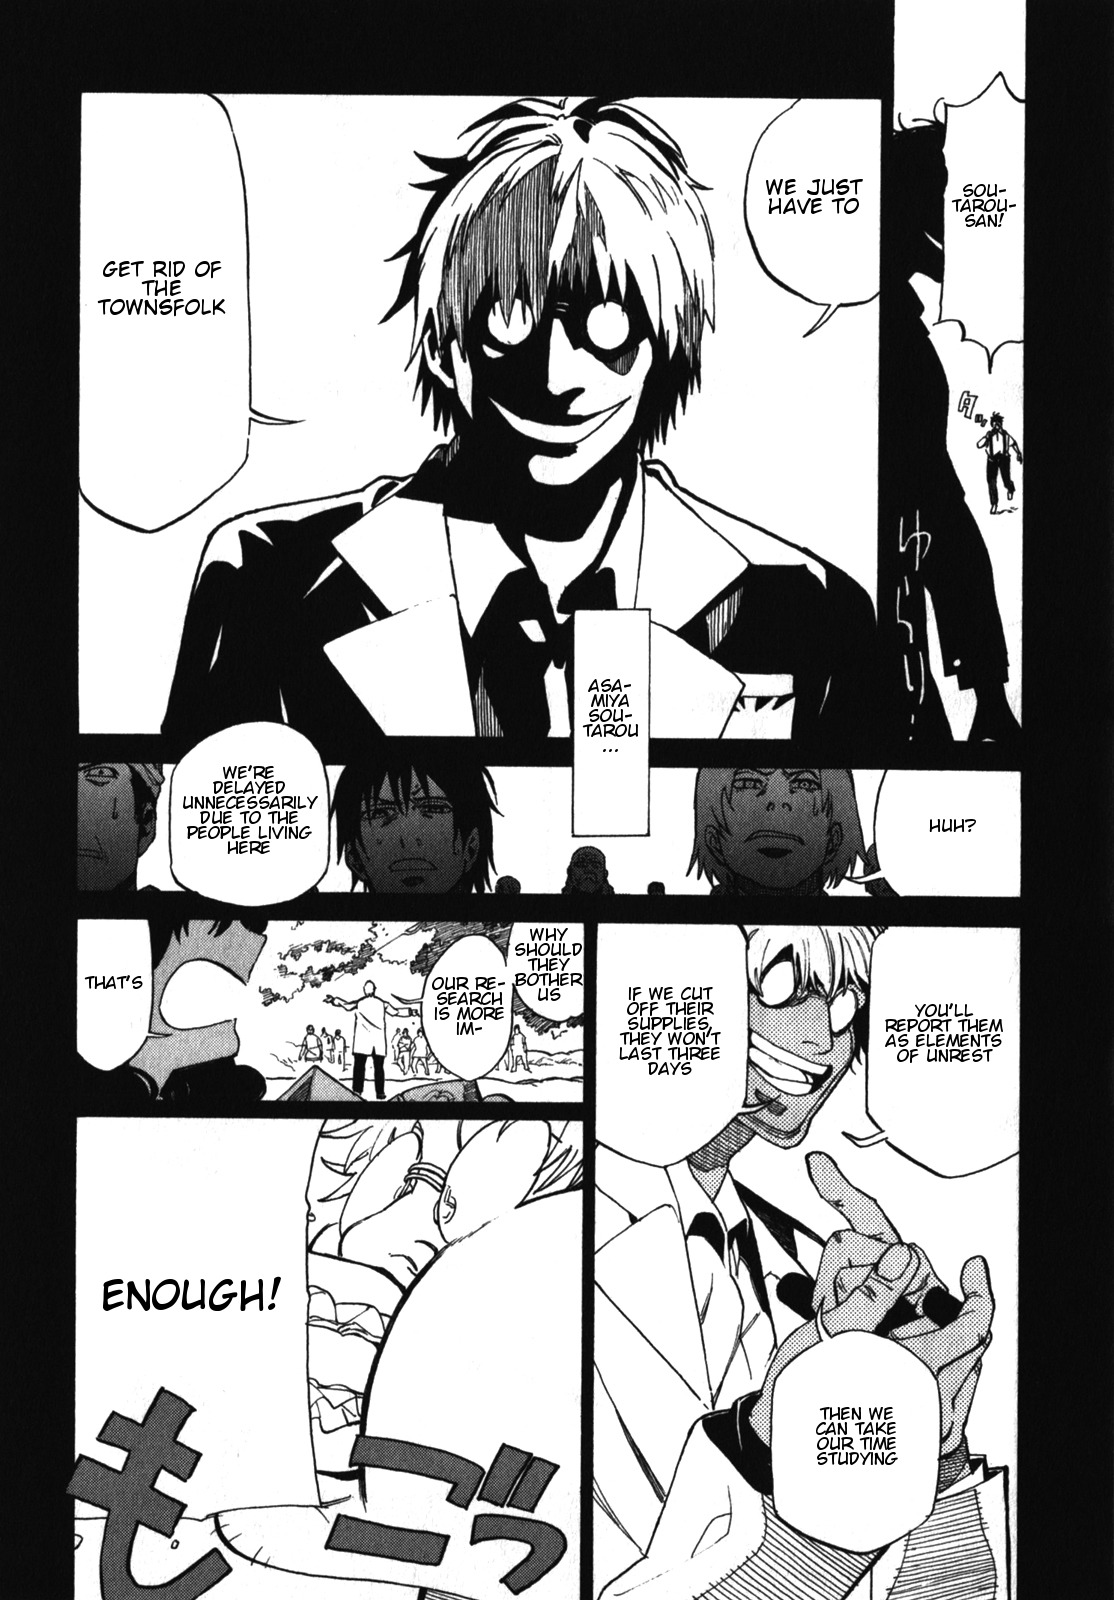 SOU-
TAROU-
SAN!
タッ
ゆらり
WE JUST
HAVE TO
GET RID OF
THE
TOWNSFOLK
ASA-
MIYA
SOU-
TAROU
...
HUH?
WE'RE
DELAYED
UNNECESSARILY
DUE TO THE
PEOPLE LIVING
HERE
YOU'LL
REPORT THEM
AS ELEMENTS
OF UNREST
IF WE CUT
OFF THEIR
SUPPLIES,
THEY WON'T
LAST THREE
DAYS
THEN WE
CAN TAKE
OUR TIME
STUDYING
WHY
SHOULD
THEY
BOTHER
US
OUR RE-
SEARCH
IS MORE
IM-
THAT'S
ENOUGH!
もごっ